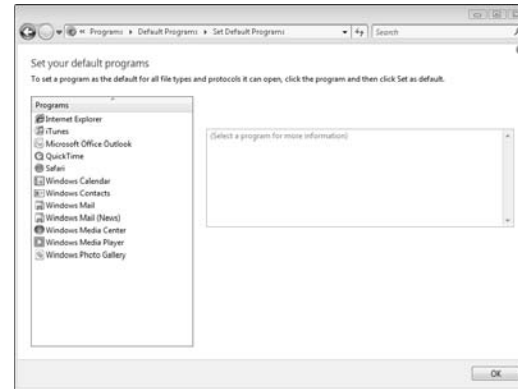 « Programs ▸ Default Programs ▸ Set Default Programs
Search
Set your default programs
To set a program as the default for all file types and protocols it can open, click the program and then click Set as default.
Programs
Internet Explorer
iTunes
Microsoft Office Outlook
QuickTime
Safari
Windows Calendar
Windows Contacts
Windows Mail
Windows Mail (News)
Windows Media Center
Windows Media Player
Windows Photo Gallery
(Select a program for more information)
OK